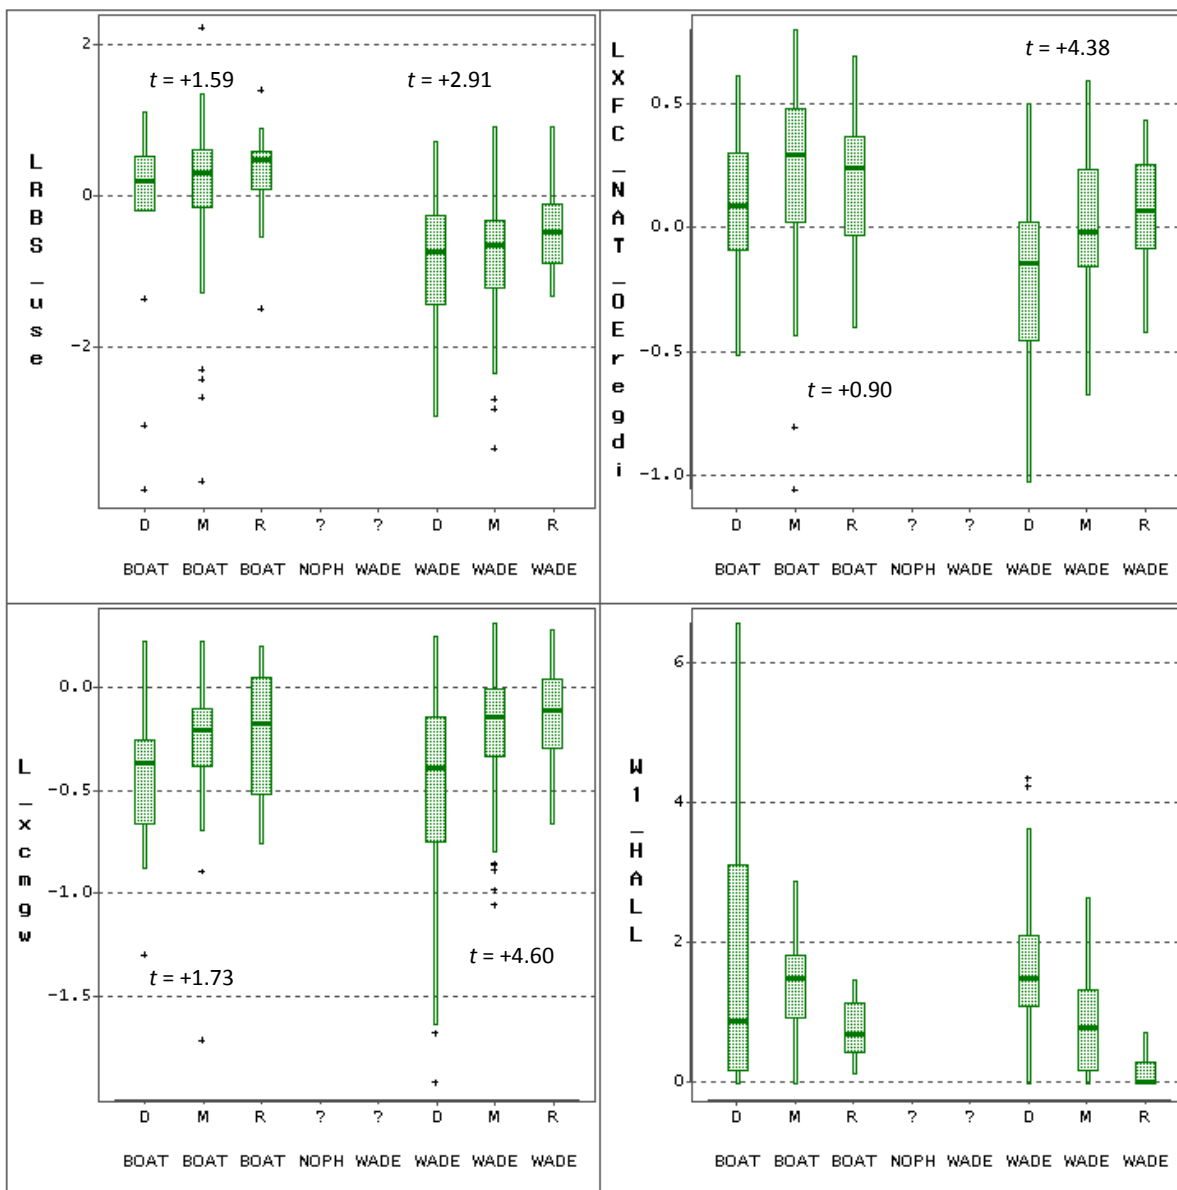 LRBS_use
2
0
−2
t = +1.59
t = +2.91
D M R ? ? D M R
BOAT BOAT BOAT NOPH WADE WADE WADE WADE
LXFC_NAT_OEregdi
0.5
0.0
−0.5
−1.0
t = +4.38
t = +0.90
D M R ? ? D M R
BOAT BOAT BOAT NOPH WADE WADE WADE WADE
L_xcmgw
0.0
−0.5
−1.0
−1.5
t = +1.73
t = +4.60
D M R ? ? D M R
BOAT BOAT BOAT NOPH WADE WADE WADE WADE
W1_HALL
6
4
2
0
D M R ? ? D M R
BOAT BOAT BOAT NOPH WADE WADE WADE WADE